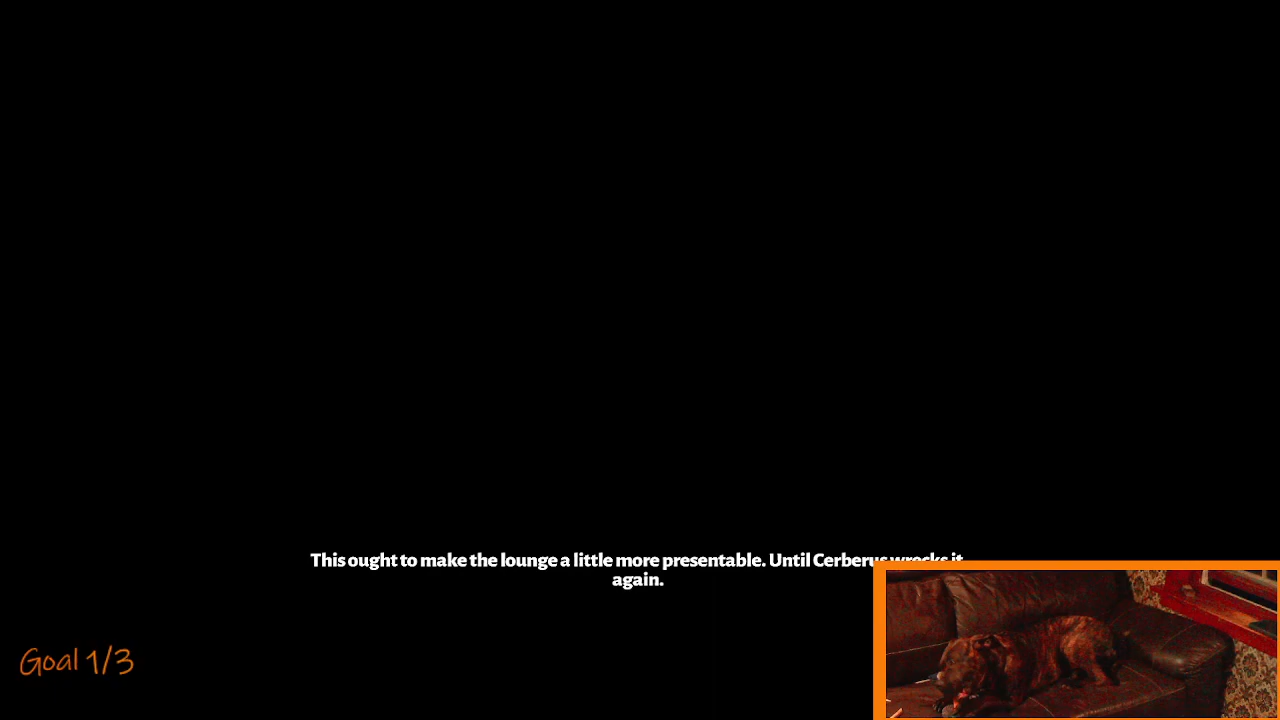 This ought to make the lounge a little more presentable. Until Cerberus wrecks it
again.
Goal 1/3